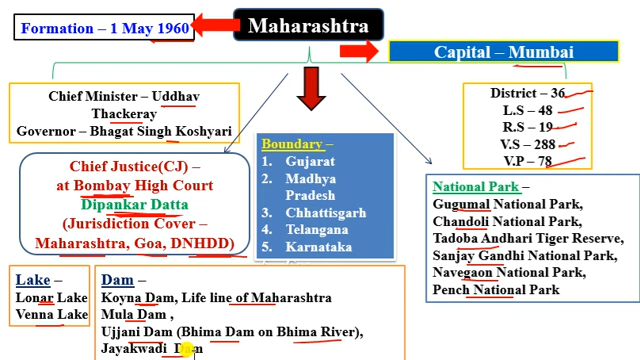 Formation – 1 May 1960
Maharashtra
Capital – Mumbai
Chief Minister – Uddhav
Thackeray
Governor – Bhagat Singh Koshyari
District – 36
L.S – 48
R.S – 19
V.S – 288
V.P – 78
Chief Justice(CJ) –
at Bombay High Court
Dipankar Datta
(Jurisdiction Cover –
Maharashtra, Goa, DNHDD)
Boundary –
1. Gujarat
2. Madhya
Pradesh
3. Chhattisgarh
4. Telangana
5. Karnataka
National Park –
Gugumal National Park,
Chandoli National Park,
Tadoba Andhari Tiger Reserve,
Sanjay Gandhi National Park,
Navegaon National Park,
Pench National Park
Lake –
Lonar Lake
Venna Lake
Dam –
Koyna Dam, Life line of Maharashtra
Mula Dam ,
Ujjani Dam (Bhima Dam on Bhima River),
Jayakwadi Dam